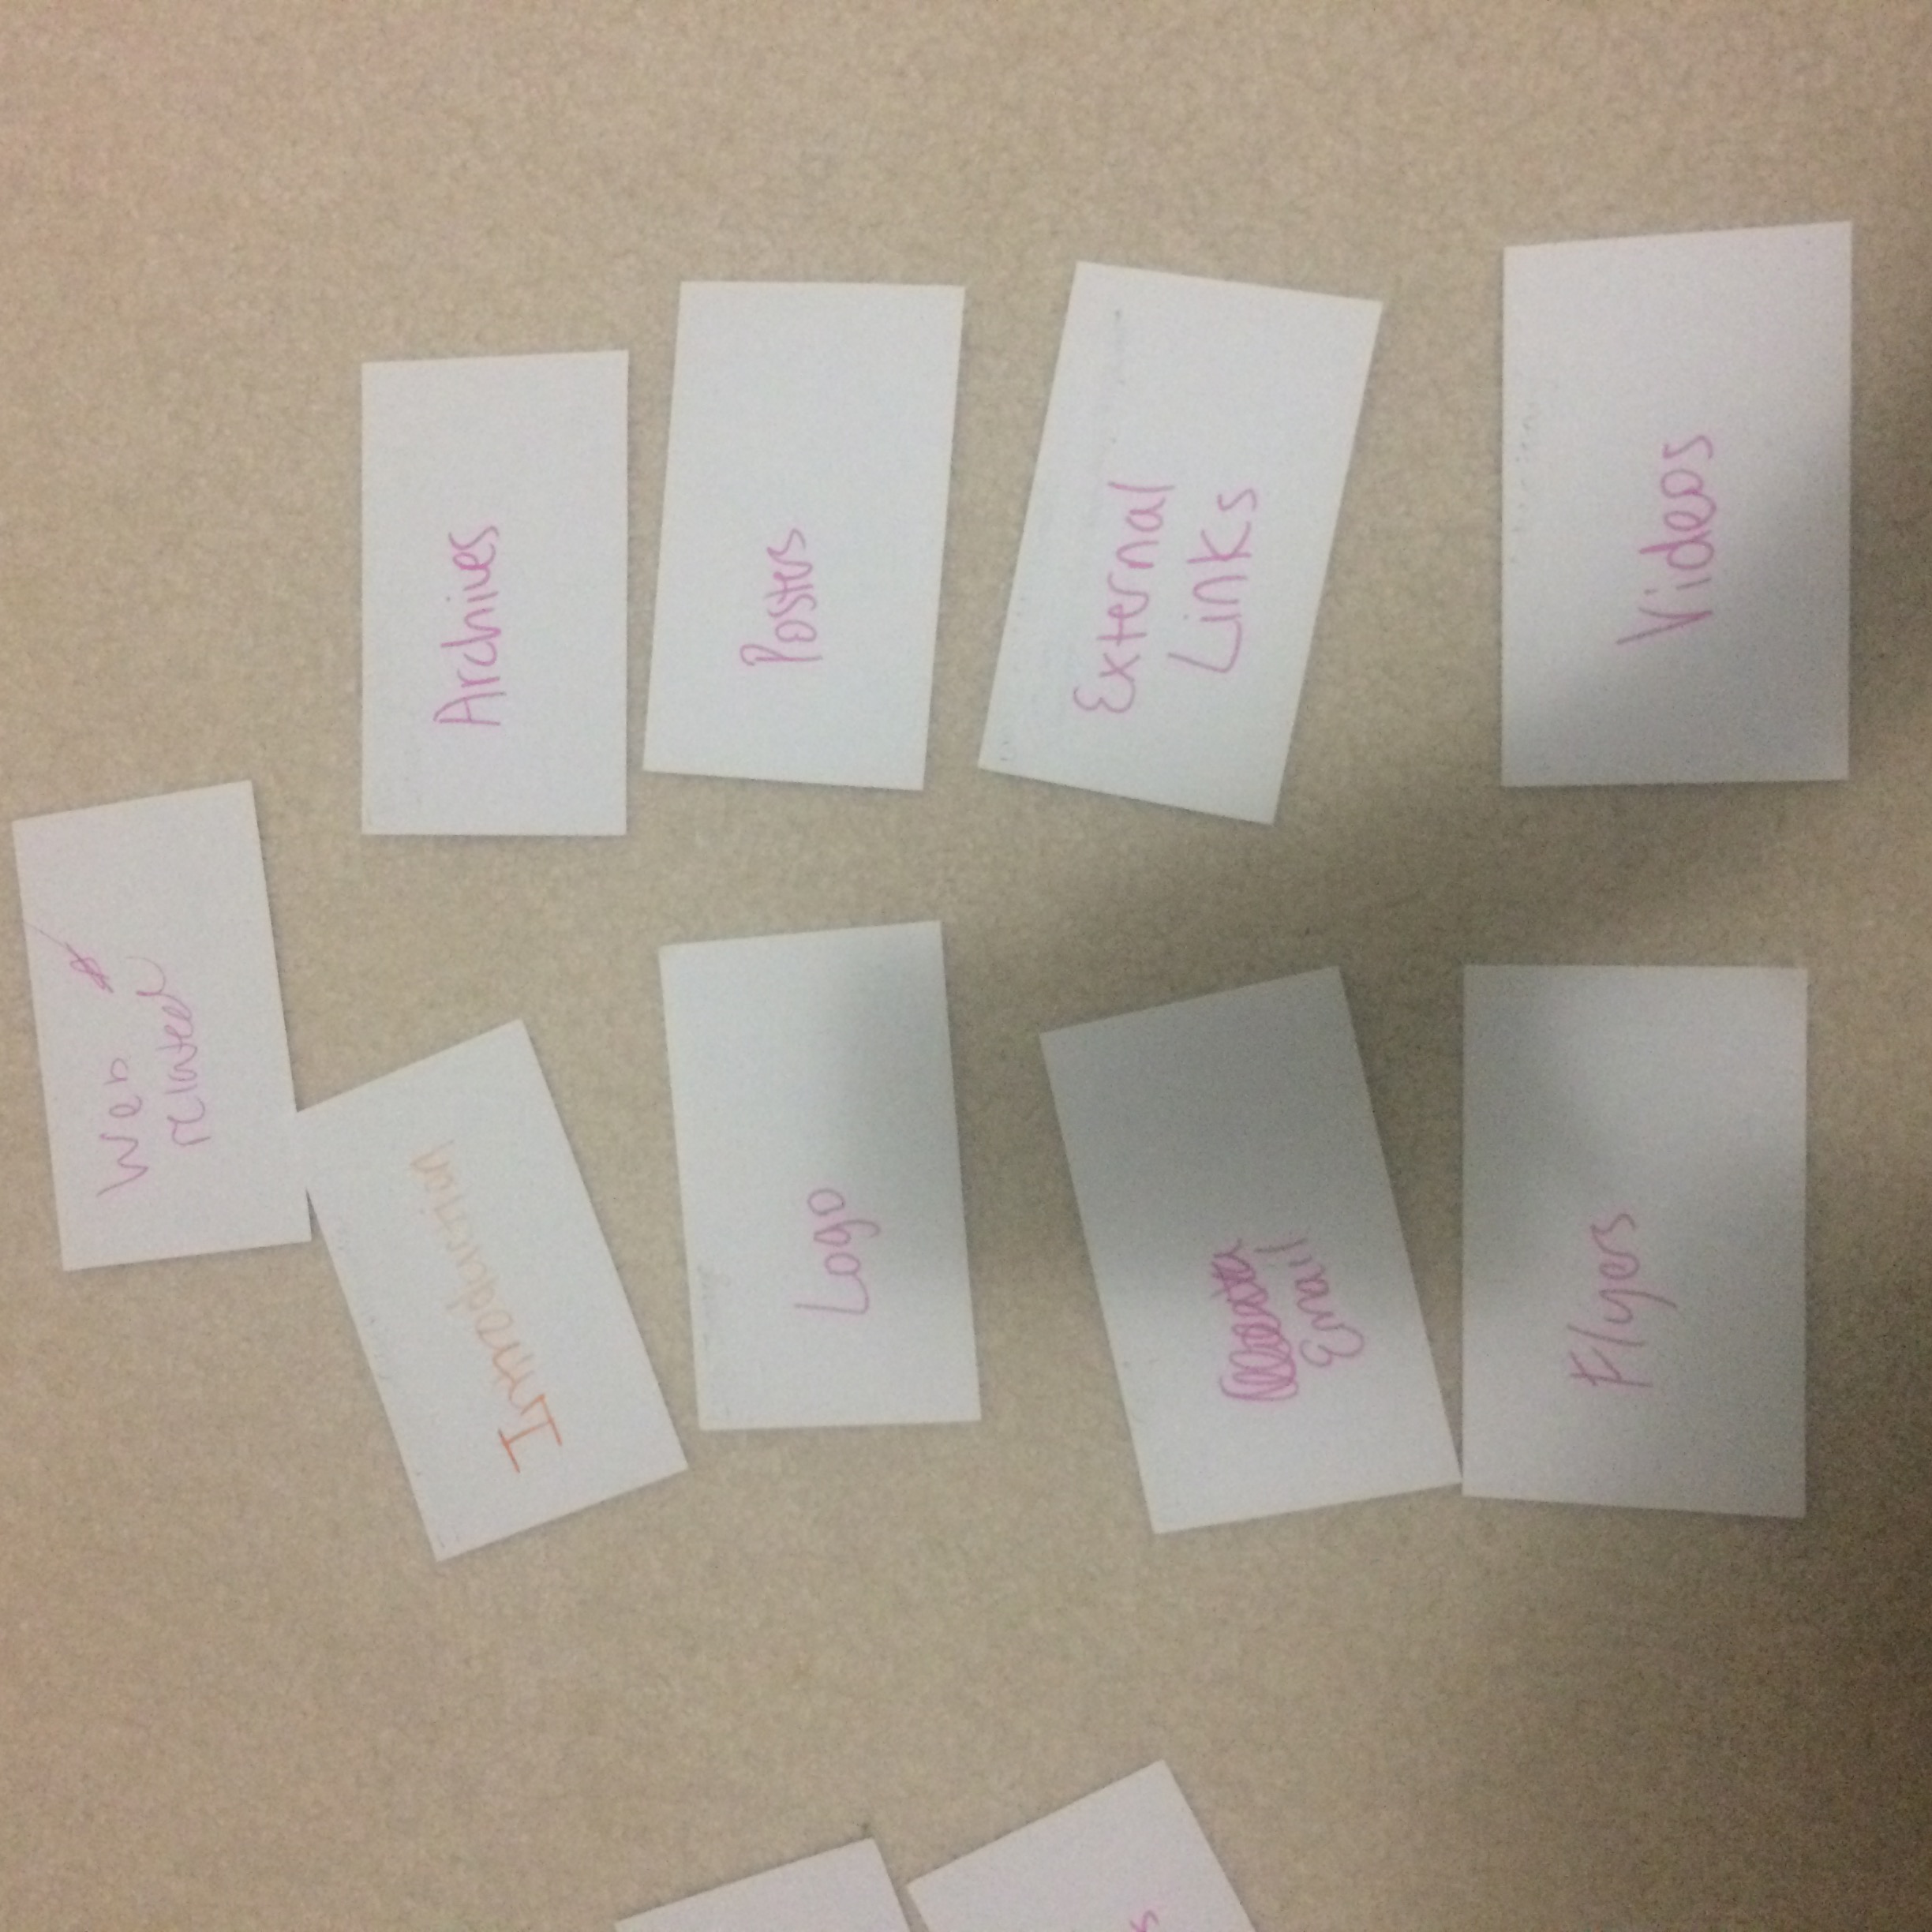 Web
related
Introduction
Archives
Logo
Posters
Email
External
Links
Flyers
Videos